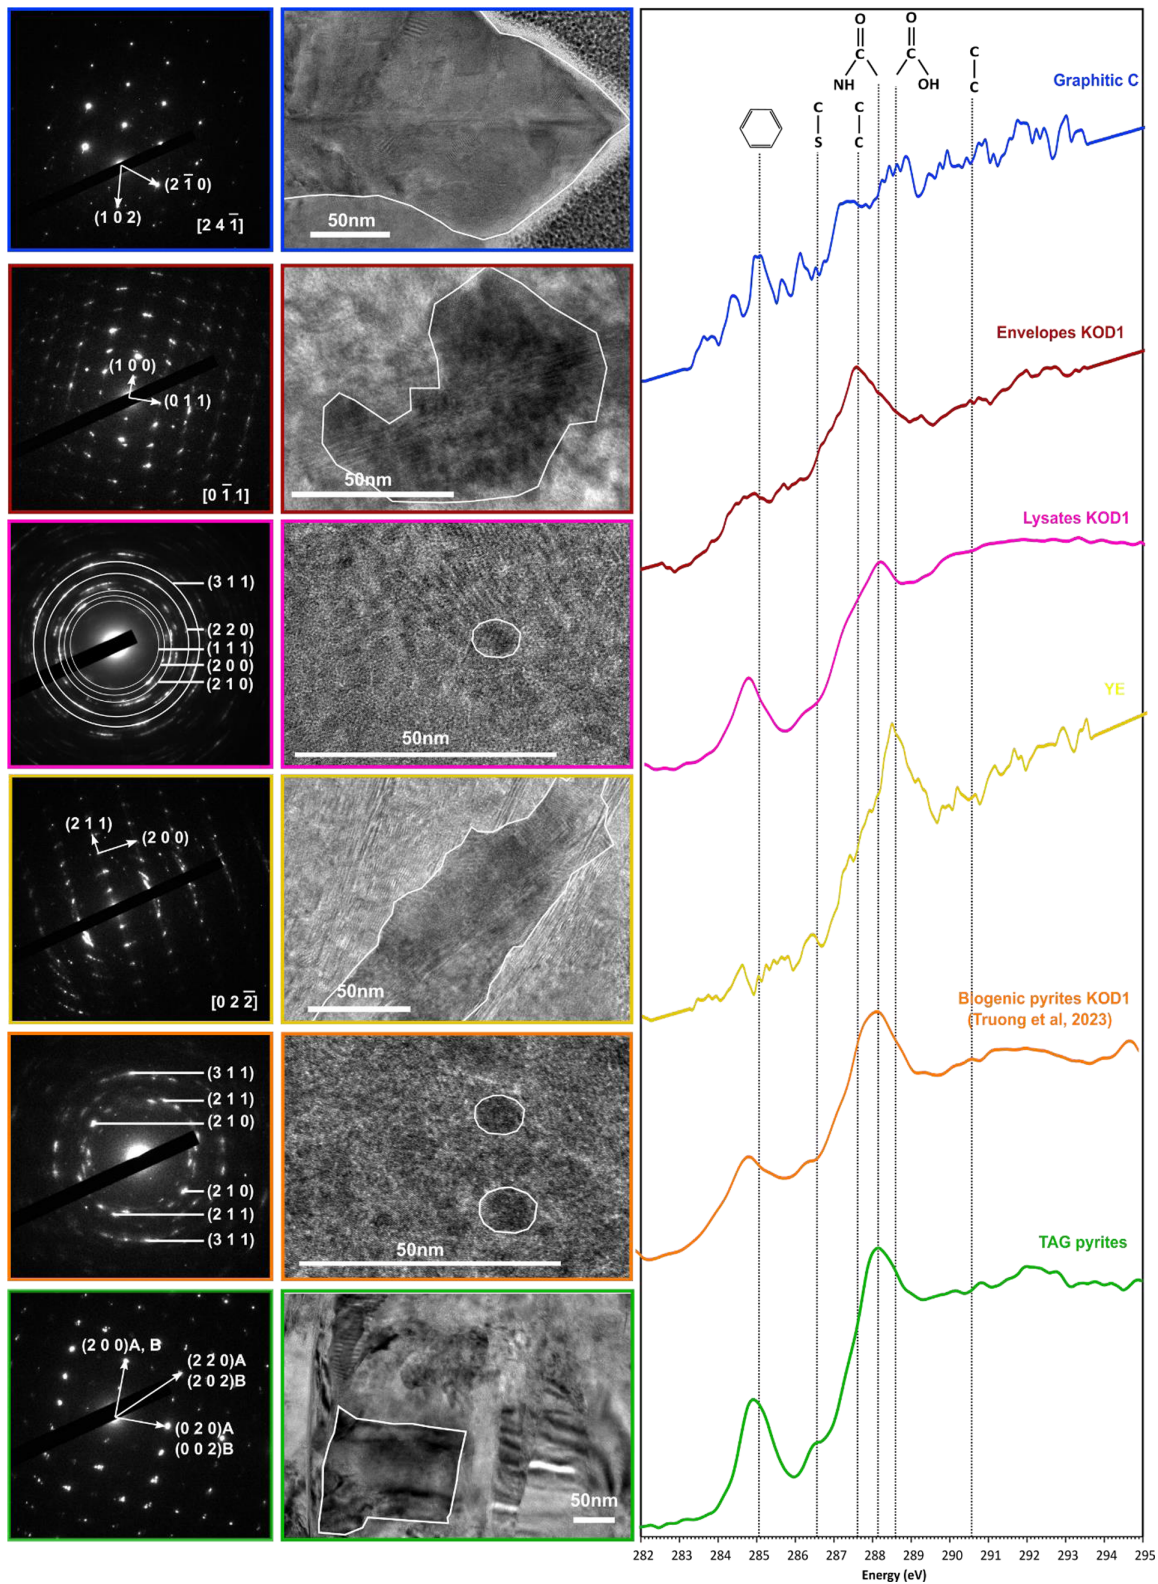 (2 1̅ 0)
(1 0 2)
[2 4 1̅]
50nm
(1 0 0)
(0 1 1)
[0 1̅ 1]
50nm
(3 1 1)
(2 2 0)
(1 1 1)
(2 0 0)
(2 1 0)
50nm
(2 1 1)
(2 0 0)
[0 2 2̅]
50nm
(3 1 1)
(2 1 1)
(2 1 0)
(2 1 0)
(2 1 1)
(3 1 1)
50nm
(2 0 0)A, B
(2 2 0)A
(2 0 2)B
(0 2 0)A
(0 0 2)B
50nm
O
C
NH
O
C
OH
C
C
C
S
C
C
Graphitic C
Envelopes KOD1
Lysates KOD1
YE
Biogenic pyrites KOD1
(Truong et al, 2023)
TAG pyrites
282 283 284 285 286 287 288 289 290 291 292 293 294 295
Energy (eV)